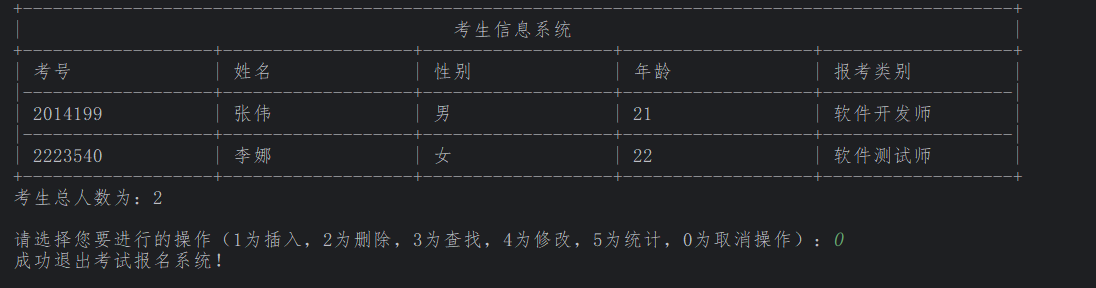 考生信息系统
考号 姓名 性别 年龄 报考类别
2014199 张伟 男 21 软件开发师
2223540 李娜 女 22 软件测试师
考生总人数为：2
请选择您要进行的操作（1为插入，2为删除，3为查找，4为修改，5为统计，0为取消操作）：0
成功退出考试报名系统！